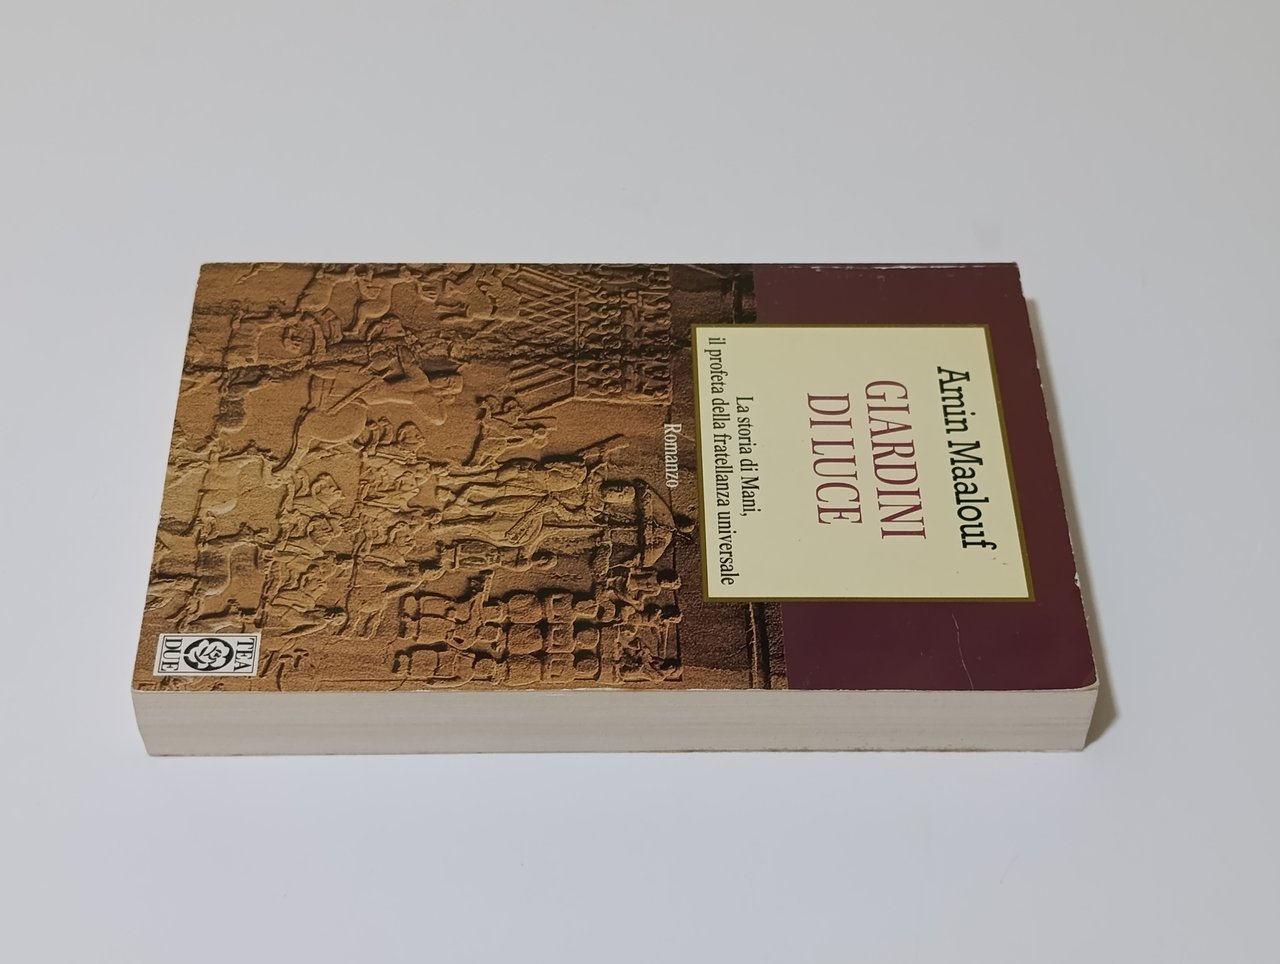 Amin Maalouf
GIARDINI
DI LUCE
La storia di Mani,
il profeta della fratellanza universale
Romanzo
TEA
DUE